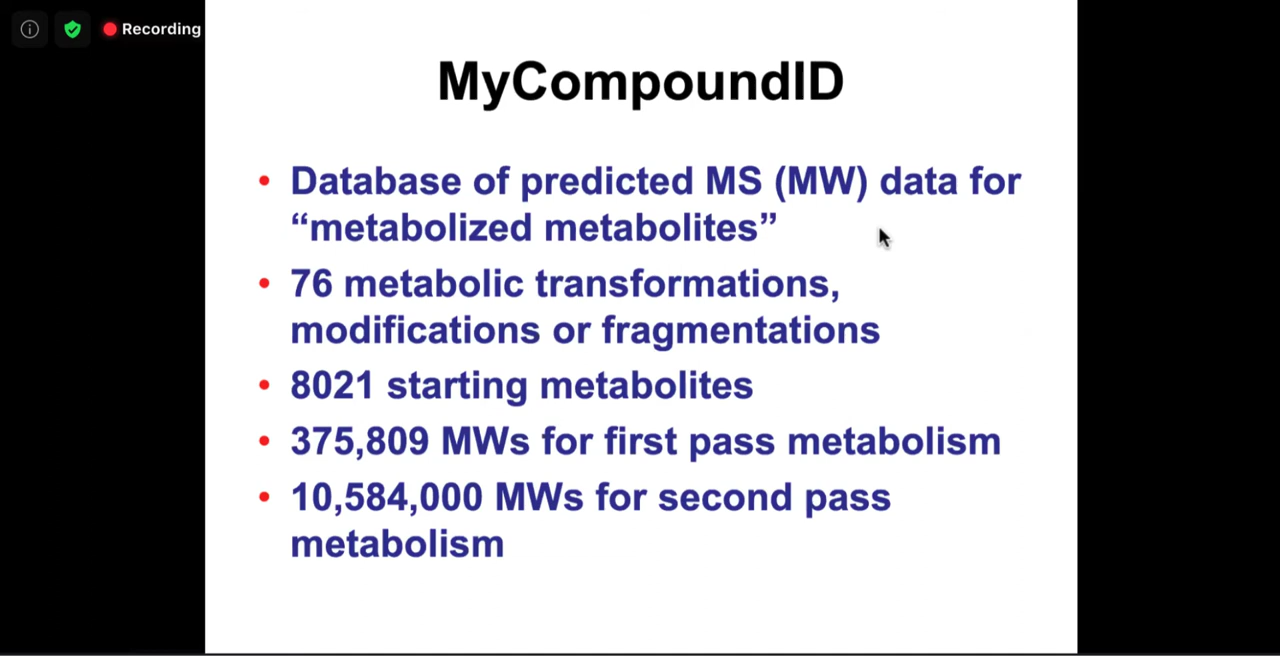 Recording
MyCompoundID
• Database of predicted MS (MW) data for
“metabolized metabolites”
• 76 metabolic transformations,
modifications or fragmentations
• 8021 starting metabolites
• 375,809 MWs for first pass metabolism
• 10,584,000 MWs for second pass
metabolism